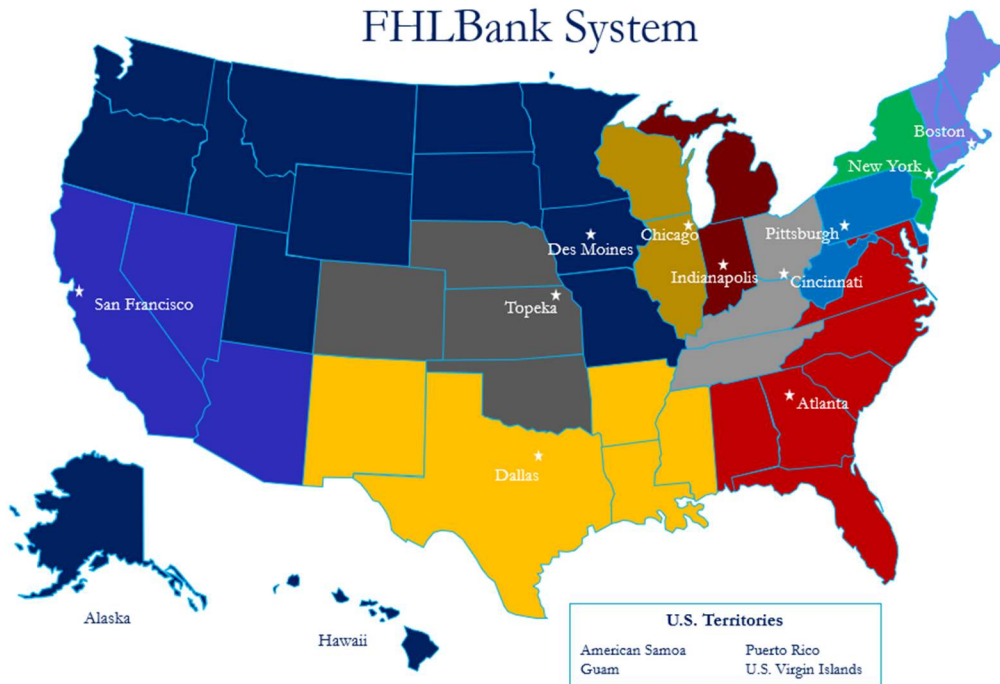 FHLBank System
Boston
New York
Pittsburgh
Chicago
Des Moines
Indianapolis
Cincinnati
San Francisco
Topeka
Atlanta
Dallas
Alaska
Hawaii
U.S. Territories
American Samoa Puerto Rico
Guam U.S. Virgin Islands